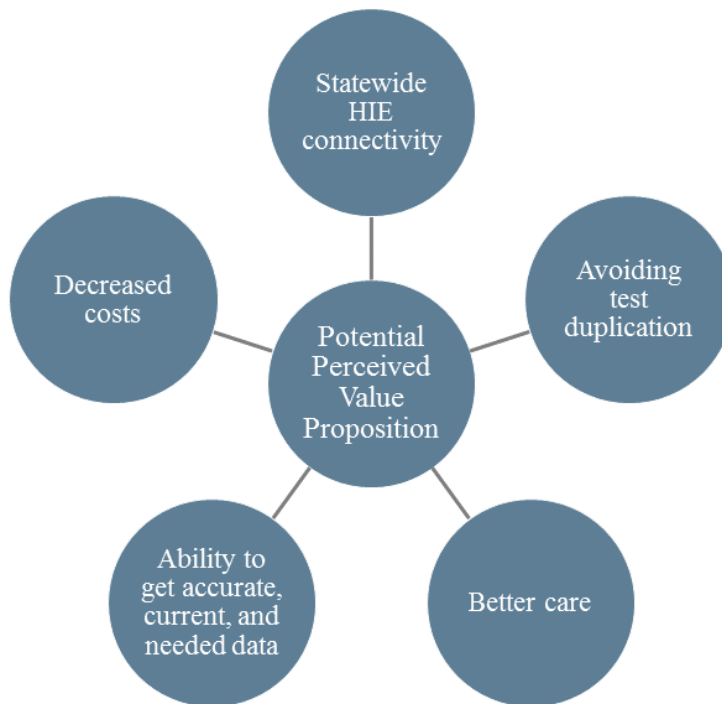 Statewide
HIE
connectivity
Decreased
costs
Avoiding
test
duplication
Potential
Perceived
Value
Proposition
Ability to
get accurate,
current, and
needed data
Better care